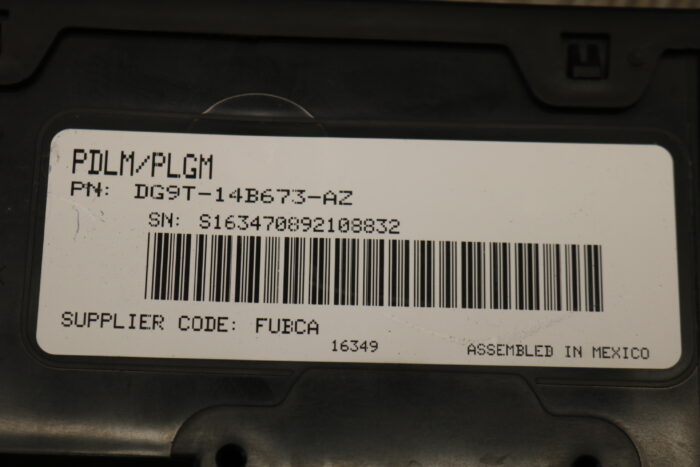 PDLM/PLGM
PN: DG9T-14B673-AZ
SN: S163470892108832
SUPPLIER CODE: FUBCA
16349
ASSEMBLED IN MEXICO